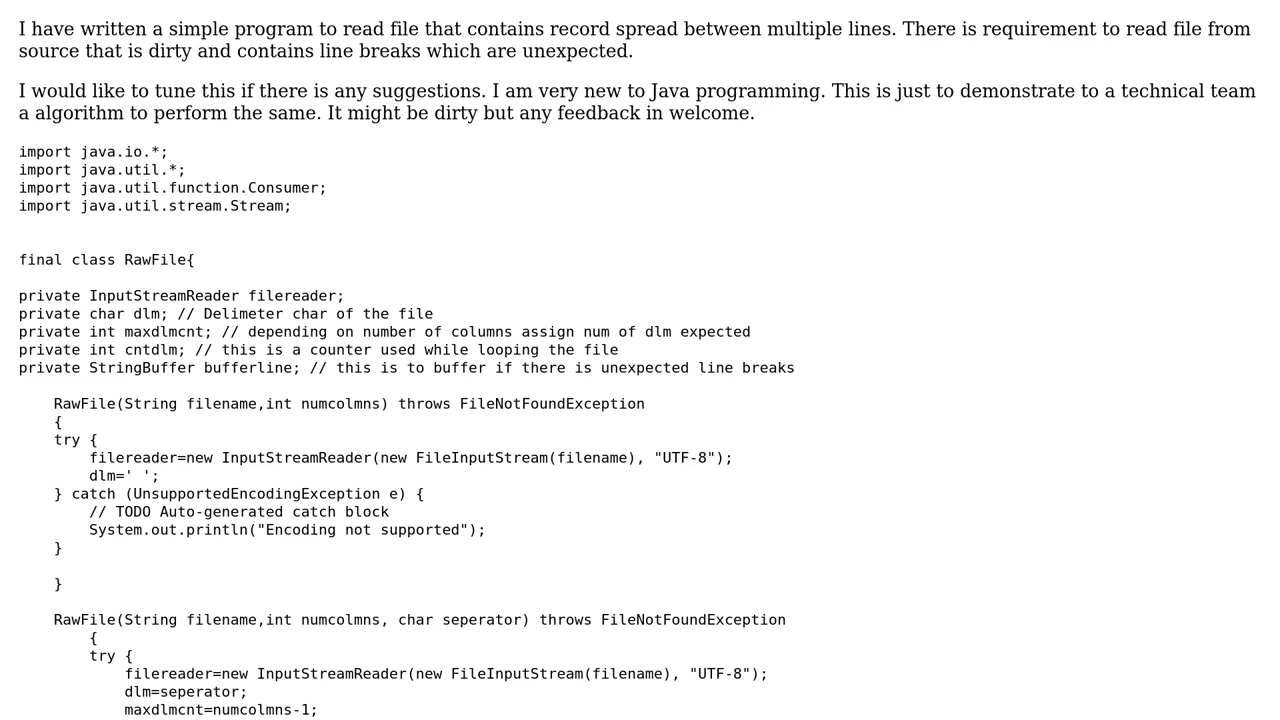 I have written a simple program to read file that contains record spread between multiple lines. There is requirement to read file from
source that is dirty and contains line breaks which are unexpected.
I would like to tune this if there is any suggestions. I am very new to Java programming. This is just to demonstrate to a technical team
a algorithm to perform the same. It might be dirty but any feedback in welcome.
import java.io.*;
import java.util.*;
import java.util.function.Consumer;
import java.util.stream.Stream;
final class RawFile{
private InputStreamReader filereader;
private char dlm; // Delimeter char of the file
private int maxdlmcnt; // depending on number of columns assign num of dlm expected
private int cntdlm; // this is a counter used while looping the file
private StringBuffer bufferline; // this is to buffer if there is unexpected line breaks
    RawFile(String filename,int numcolmns) throws FileNotFoundException
    {
    try {
        filereader=new InputStreamReader(new FileInputStream(filename), "UTF-8");
        dlm=' ';
    } catch (UnsupportedEncodingException e) {
        // TODO Auto-generated catch block
        System.out.println("Encoding not supported");
    }
    }
    RawFile(String filename,int numcolmns, char seperator) throws FileNotFoundException
        {
        try {
            filereader=new InputStreamReader(new FileInputStream(filename), "UTF-8");
            dlm=seperator;
            maxdlmcnt=numcolmns-1;